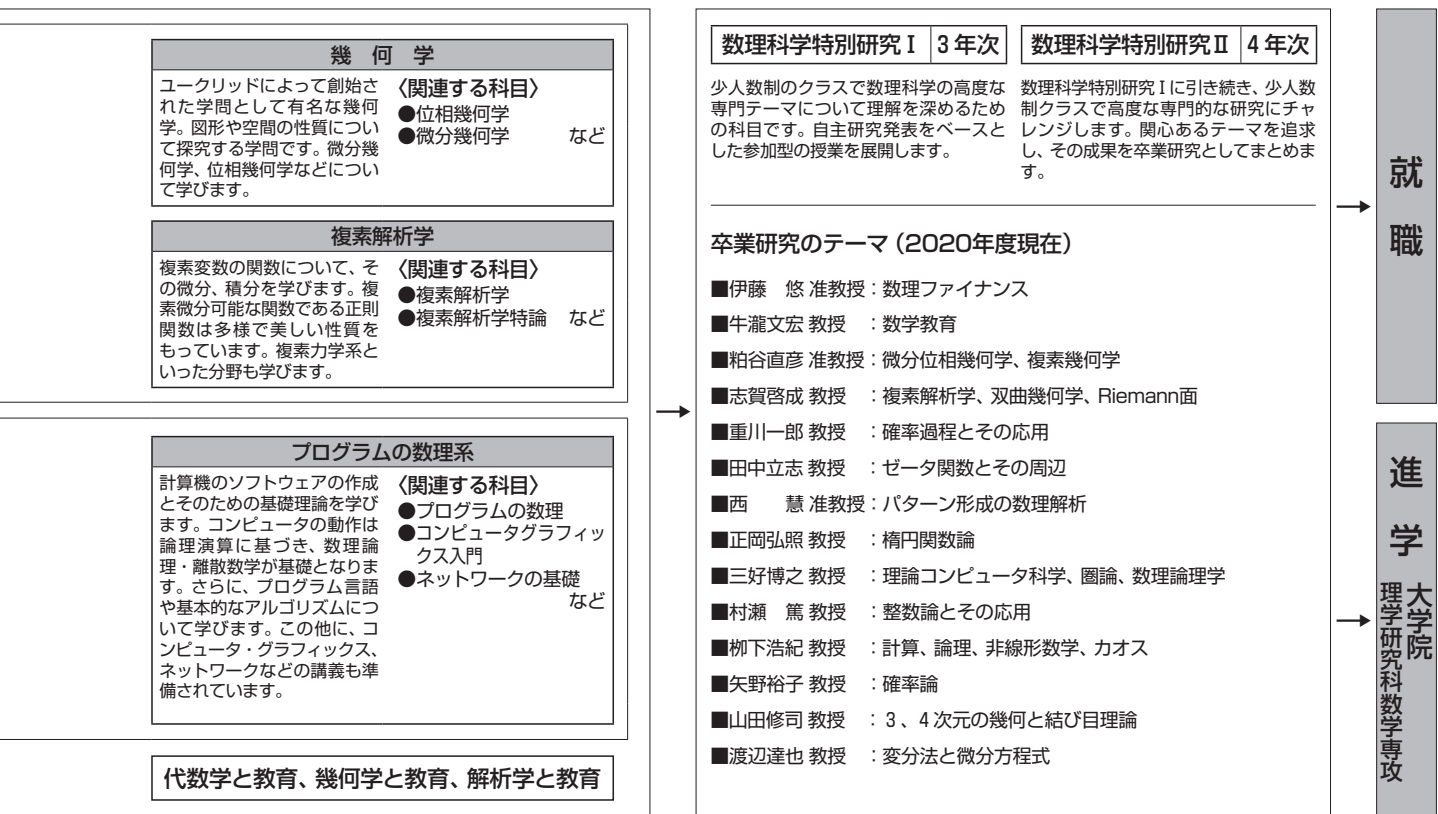 幾何学
ユークリッドによって創始さ
れた学問として有名な幾何
学。図形や空間の性質につい
て探究する学問です。微分幾
何学、位相幾何学などについ
て学びます。
〈関連する科目〉
●位相幾何学
●微分幾何学 など
複素解析学
複素変数の関数について、そ
の微分、積分を学びます。複
素微分可能な関数である正則
関数は多様で美しい性質を
もっています。複素力学系と
いった分野も学びます。
〈関連する科目〉
●複素解析学
●複素解析学特論 など
プログラムの数理系
計算機のソフトウェアの作成
とそのための基礎理論を学び
ます。コンピュータの動作は
論理演算に基づき、数理論
理・離散数学が基礎となりま
す。さらに、プログラム言語
や基本的なアルゴリズムにつ
いて学びます。この他に、コ
ンピュータ・グラフィックス、
ネットワークなどの講義も準
備されています。
〈関連する科目〉
●プログラムの数理
●コンピュータグラフィッ
クス入門
●ネットワークの基礎
など
代数学と教育、幾何学と教育、解析学と教育
数理科学特別研究Ⅰ 3年次
少人数制のクラスで数理科学の高度な
専門テーマについて理解を深めるため
の科目です。自主研究発表をベースと
した参加型の授業を展開します。
数理科学特別研究Ⅱ 4年次
数理科学特別研究Ⅰに引き続き、少人数
制クラスで高度な専門的な研究にチャ
レンジします。関心あるテーマを追求
し、その成果を卒業研究としてまとめま
す。
卒業研究のテーマ（2020年度現在）
■伊藤 悠 准教授：数理ファイナンス
■牛瀧文宏 教授 ：数学教育
■粕谷直彦 准教授：微分位相幾何学、複素幾何学
■志賀啓成 教授 ：複素解析学、双曲幾何学、Riemann面
■重川一郎 教授 ：確率過程とその応用
■田中立志 教授 ：ゼータ関数とその周辺
■西 慧 准教授：パターン形成の数理解析
■正岡弘照 教授 ：楕円関数論
■三好博之 教授 ：理論コンピュータ科学、圏論、数理論理学
■村瀬 篤 教授 ：整数論とその応用
■栁下浩紀 教授 ：計算、論理、非線形数学、カオス
■矢野裕子 教授 ：確率論
■山田修司 教授 ：3、4次元の幾何と結び目理論
■渡辺達也 教授 ：変分法と微分方程式
→
→
→
就職
進学
大学院
理学研究科数学専攻